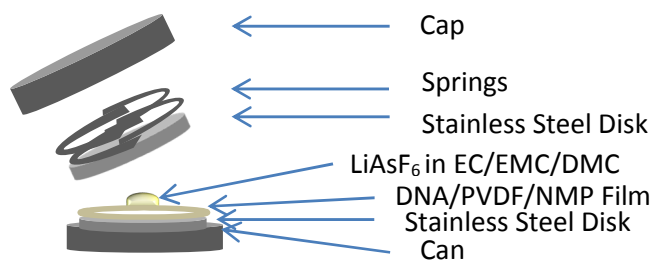 Cap
Springs
Stainless Steel Disk
LiAsF₆ in EC/EMC/DMC
DNA/PVDF/NMP Film
Stainless Steel Disk
Can